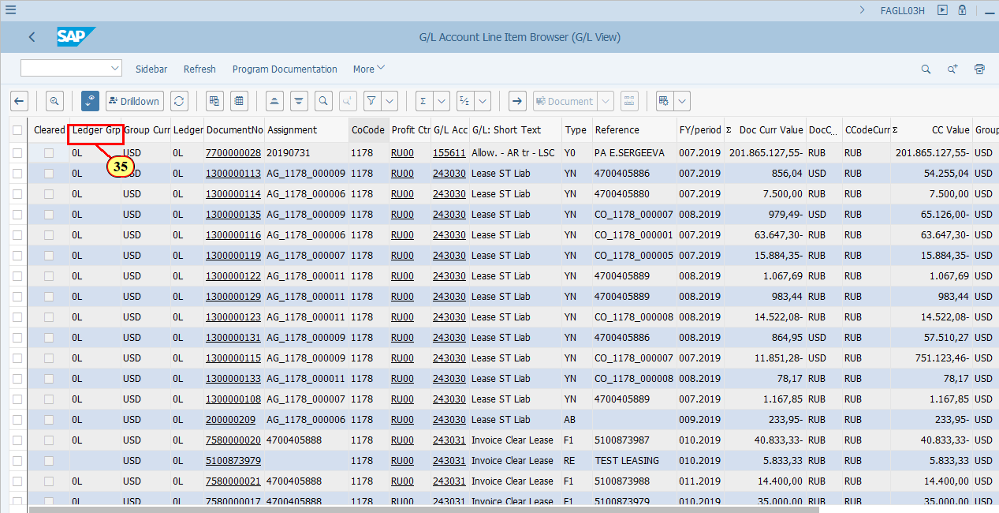 FAGLL03H
SAP G/L Account Line Item Browser (G/L View)
Sidebar Refresh Program Documentation More
Drilldown Σ Document
Cleared Ledger Grp Group Curr Ledger DocumentNo Assignment CoCode Profit Ctr G/L Acc G/L: Short Text Type Reference FY/period Σ Doc Curr Value DocC... CCodeCurr Σ CC Value Group
0L USD 0L 7700000028 20190731 1178 RU00 155611 Allow. - AR tr - LSC Y0 PA E.SERGEEVA 007.2019 201.865.127,55- RUB RUB 201.865.127,55- USD
35
0L USD 0L 1300000113 AG_1178_000009 1178 RU00 243030 Lease ST Liab YN 4700405886 007.2019 856,04 USD RUB 54.255,04 USD
0L USD 0L 1300000114 AG_1178_000006 1178 RU00 243030 Lease ST Liab YN 4700405880 007.2019 7.500,00 RUB RUB 7.500,00 USD
0L USD 0L 1300000135 AG_1178_000009 1178 RU00 243030 Lease ST Liab YN CO_1178_000007 008.2019 979,49- USD RUB 65.126,00- USD
0L USD 0L 1300000116 AG_1178_000006 1178 RU00 243030 Lease ST Liab YN CO_1178_000001 007.2019 63.647,30- RUB RUB 63.647,30- USD
0L USD 0L 1300000119 AG_1178_000007 1178 RU00 243030 Lease ST Liab YN CO_1178_000005 007.2019 15.884,35- RUB RUB 15.884,35- USD
0L USD 0L 1300000122 AG_1178_000011 1178 RU00 243030 Lease ST Liab YN 4700405889 008.2019 1.067,69 RUB RUB 1.067,69 USD
0L USD 0L 1300000129 AG_1178_000011 1178 RU00 243030 Lease ST Liab YN 4700405889 008.2019 983,44 RUB RUB 983,44 USD
0L USD 0L 1300000123 AG_1178_000011 1178 RU00 243030 Lease ST Liab YN CO_1178_000008 008.2019 14.522,08- RUB RUB 14.522,08- USD
0L USD 0L 1300000131 AG_1178_000009 1178 RU00 243030 Lease ST Liab YN 4700405886 008.2019 864,95 USD RUB 57.510,27 USD
0L USD 0L 1300000115 AG_1178_000009 1178 RU00 243030 Lease ST Liab YN CO_1178_000007 007.2019 11.851,28- USD RUB 751.123,46- USD
0L USD 0L 1300000133 AG_1178_000011 1178 RU00 243030 Lease ST Liab YN CO_1178_000008 008.2019 78,17 RUB RUB 78,17 USD
0L USD 0L 1300000108 AG_1178_000007 1178 RU00 243030 Lease ST Liab YN 4700405889 007.2019 1.167,85 RUB RUB 1.167,85 USD
0L USD 0L 200000209 AG_1178_000006 1178 RU00 243030 Lease ST Liab AB 009.2019 233,95- RUB RUB 233,95- USD
0L USD 0L 7580000020 4700405888 1178 RU00 243031 Invoice Clear Lease F1 5100873987 010.2019 40.833,33- RUB RUB 40.833,33- USD
USD 0L 5100873979 1178 RU00 243031 Invoice Clear Lease RE TEST LEASING 010.2019 5.833,33 RUB RUB 5.833,33 USD
0L USD 0L 7580000021 4700405888 1178 RU00 243031 Invoice Clear Lease F1 5100873988 011.2019 14.400,00 RUB RUB 14.400,00 USD
0L USD 0L 7580000017 4700405888 1178 RU00 243031 Invoice Clear Lease F1 5100873979 010.2019 35.000,00 RUB RUB 35.000,00 USD